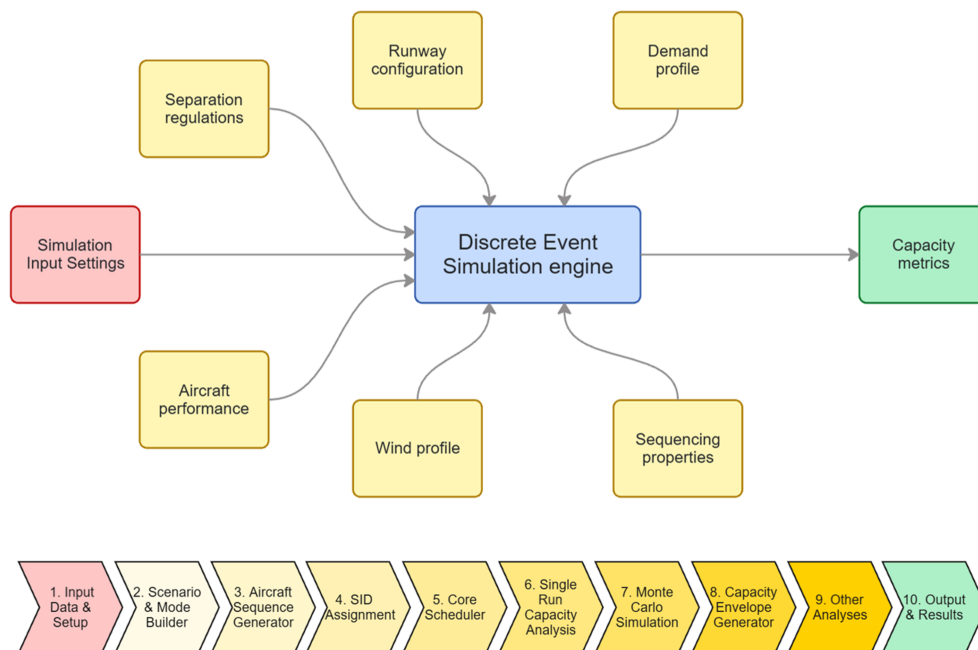 Runway
configuration
Demand
profile
Separation
regulations
Simulation
Input Settings
Discrete Event
Simulation engine
Capacity
metrics
Aircraft
performance
Wind profile
Sequencing
properties
1. Input
Data &
Setup
2. Scenario
& Mode
Builder
3. Aircraft
Sequence
Generator
4. SID
Assignment
5. Core
Scheduler
6. Single
Run
Capacity
Analysis
7. Monte
Carlo
Simulation
8. Capacity
Envelope
Generator
9. Other
Analyses
10. Output
& Results